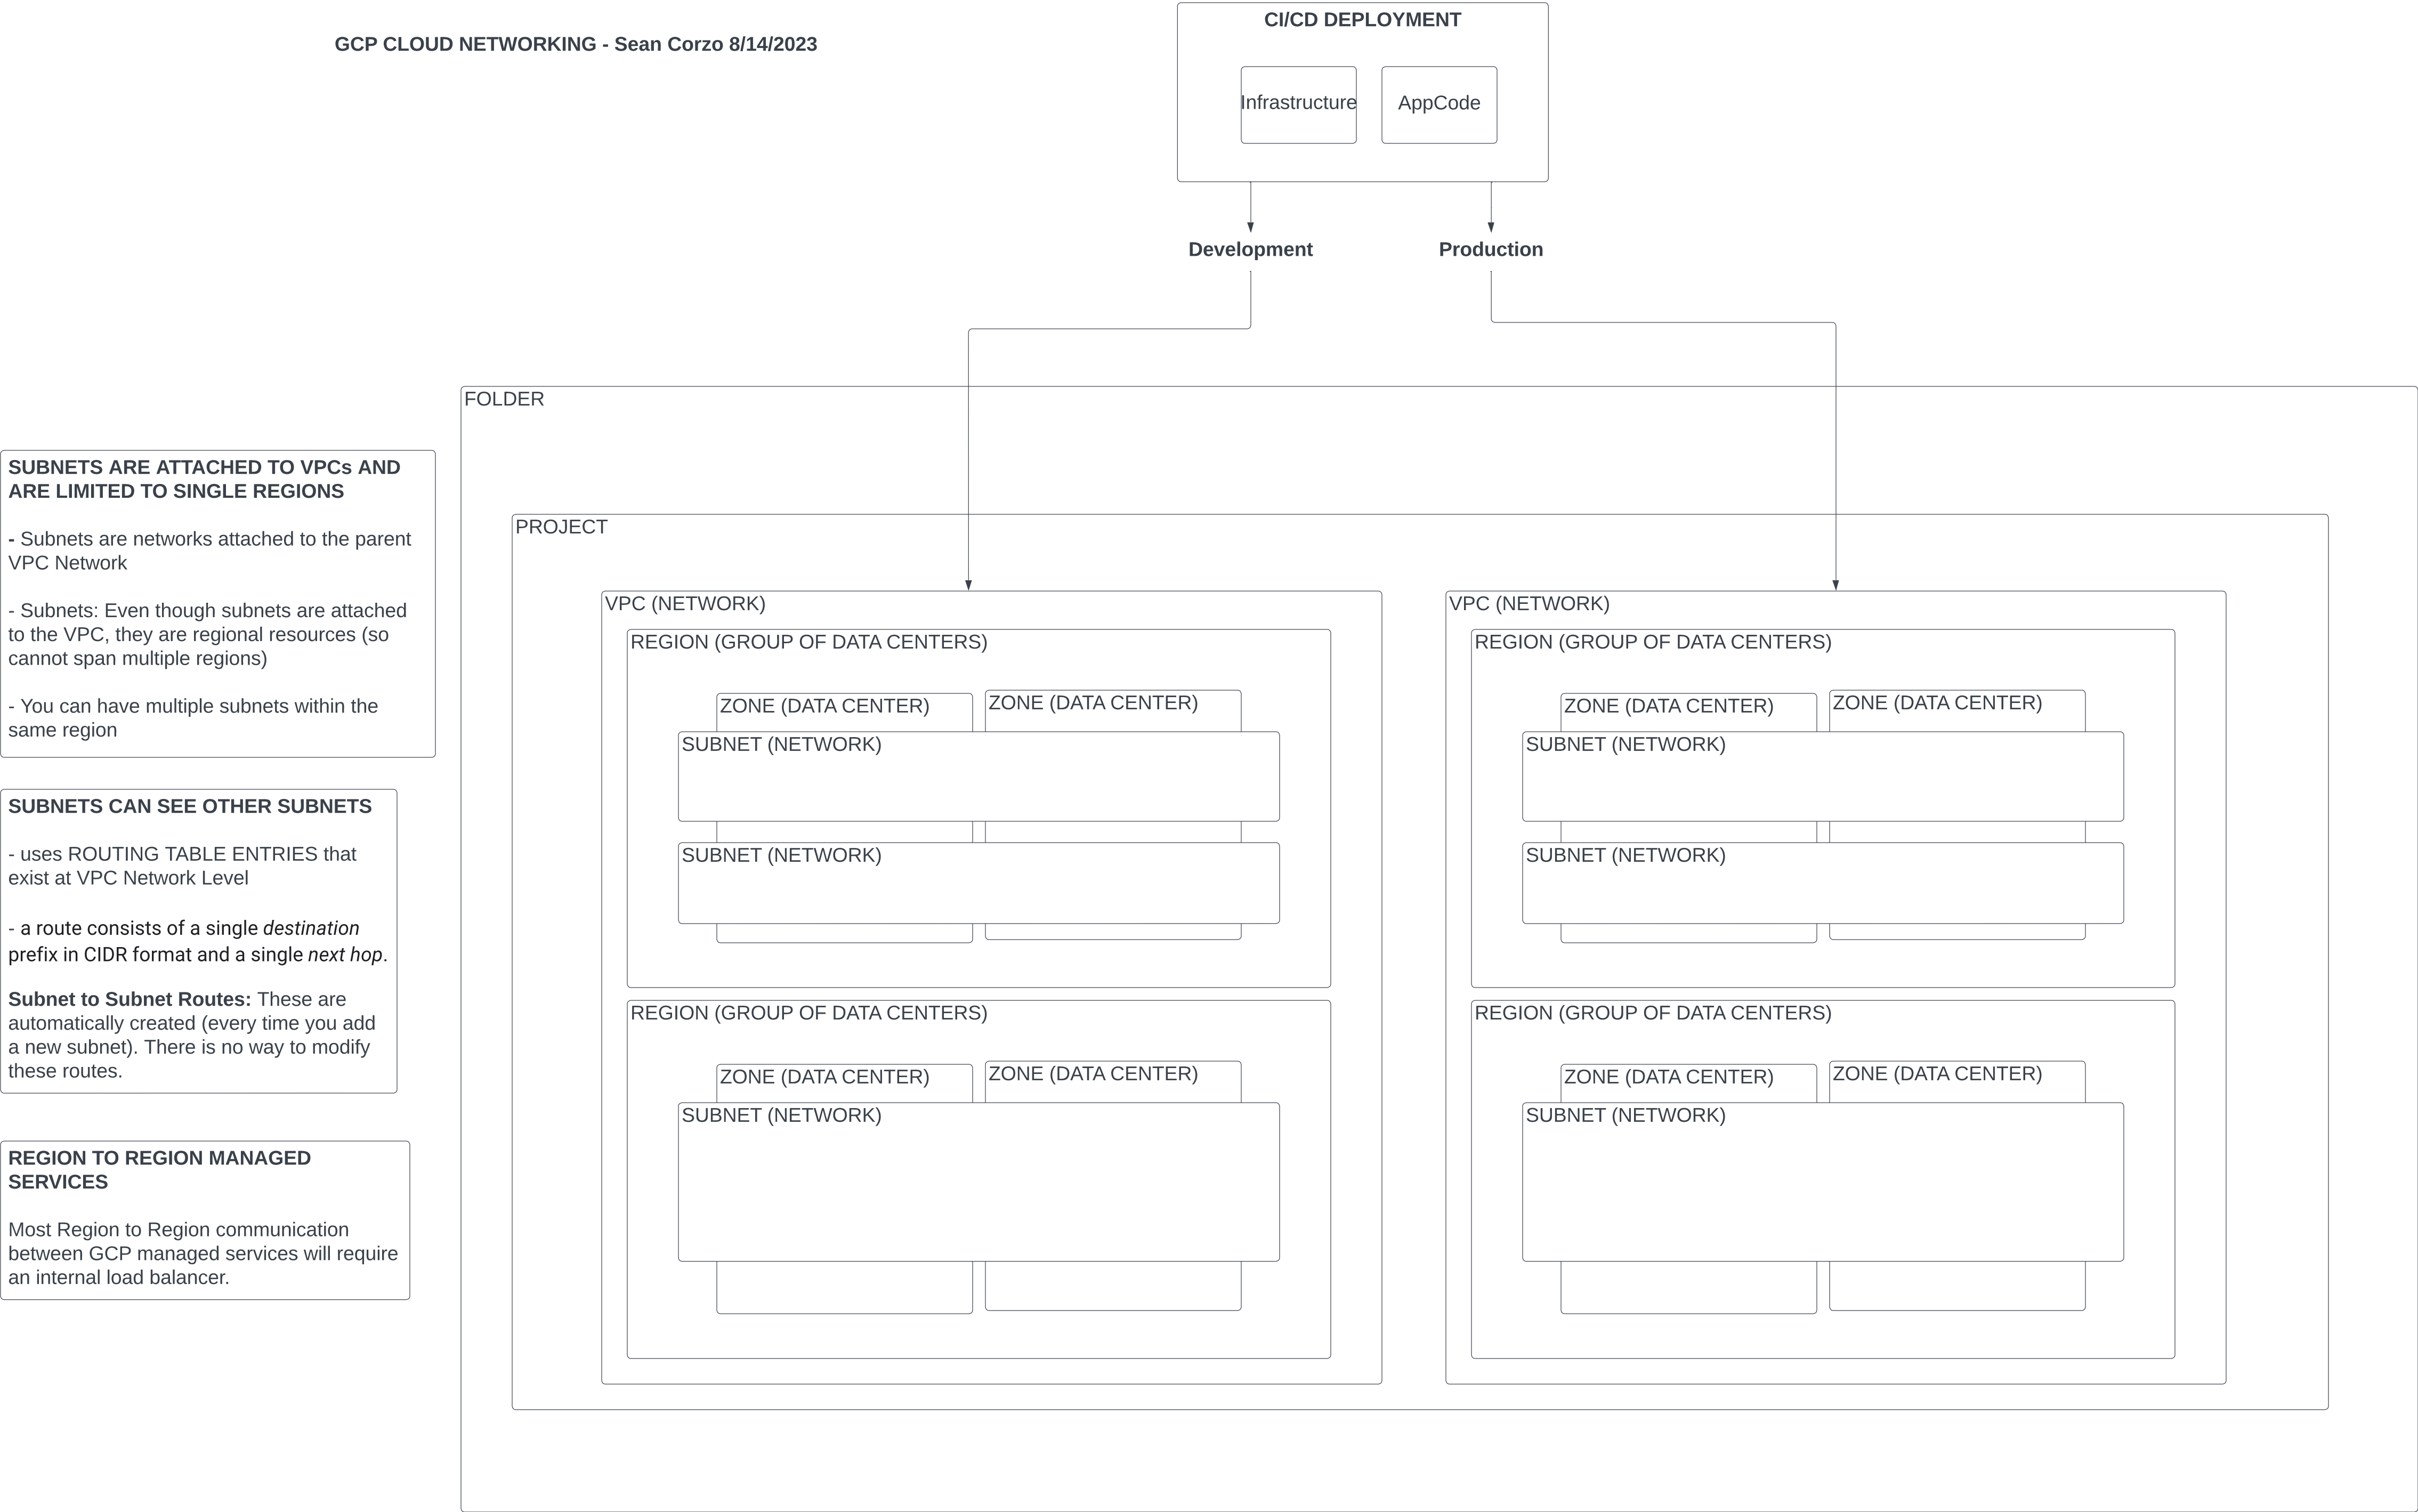 GCP CLOUD NETWORKING - Sean Corzo 8/14/2023
CI/CD DEPLOYMENT
Infrastructure
AppCode
Development
Production
SUBNETS ARE ATTACHED TO VPCs AND
ARE LIMITED TO SINGLE REGIONS
- Subnets are networks attached to the parent
VPC Network
- Subnets: Even though subnets are attached
to the VPC, they are regional resources (so
cannot span multiple regions)
- You can have multiple subnets within the
same region
SUBNETS CAN SEE OTHER SUBNETS
- uses ROUTING TABLE ENTRIES that
exist at VPC Network Level
- a route consists of a single destination
prefix in CIDR format and a single next hop.
Subnet to Subnet Routes: These are
automatically created (every time you add
a new subnet). There is no way to modify
these routes.
REGION TO REGION MANAGED
SERVICES
Most Region to Region communication
between GCP managed services will require
an internal load balancer.
FOLDER
PROJECT
VPC (NETWORK)
REGION (GROUP OF DATA CENTERS)
ZONE (DATA CENTER)
ZONE (DATA CENTER)
SUBNET (NETWORK)
SUBNET (NETWORK)
REGION (GROUP OF DATA CENTERS)
ZONE (DATA CENTER)
ZONE (DATA CENTER)
SUBNET (NETWORK)
VPC (NETWORK)
REGION (GROUP OF DATA CENTERS)
ZONE (DATA CENTER)
ZONE (DATA CENTER)
SUBNET (NETWORK)
SUBNET (NETWORK)
REGION (GROUP OF DATA CENTERS)
ZONE (DATA CENTER)
ZONE (DATA CENTER)
SUBNET (NETWORK)